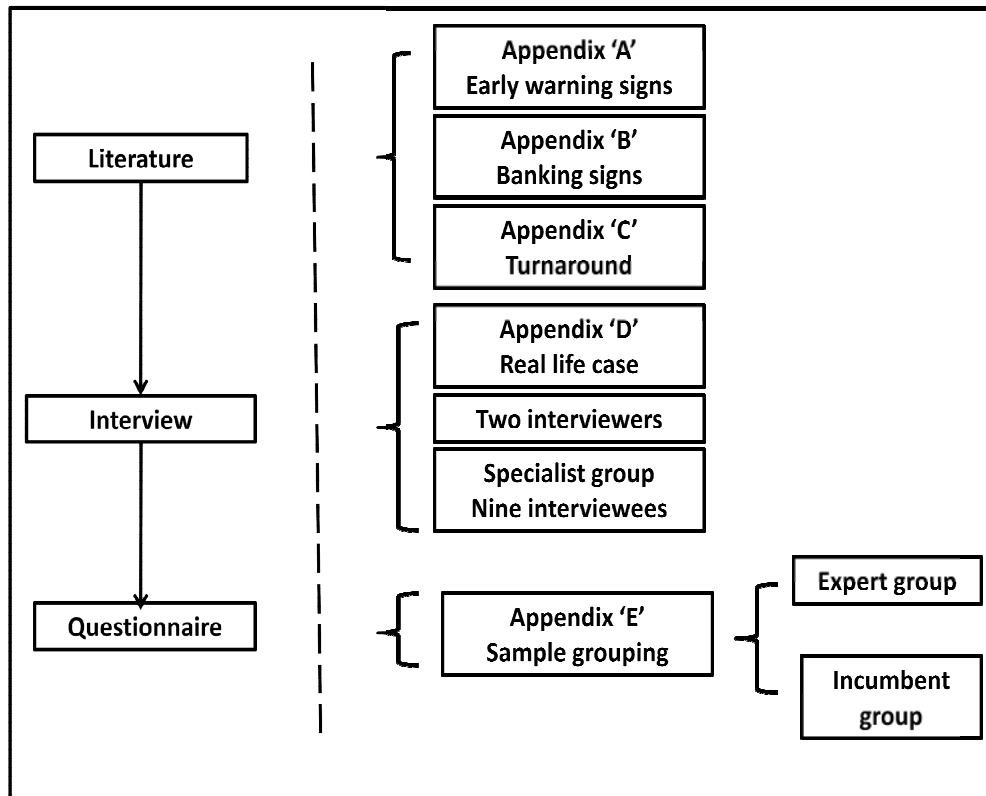 Literature
Appendix ‘A’
Early warning signs
Appendix ‘B’
Banking signs
Appendix ‘C’
Turnaround
Interview
Appendix ‘D’
Real life case
Two interviewers
Specialist group
Nine interviewees
Questionnaire
Appendix ‘E’
Sample grouping
Expert group
Incumbent
group